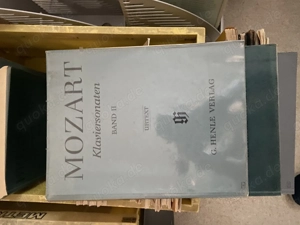 MOZART
Klaviersonaten
BAND II
URTEXT
G. HENLE VERLAG